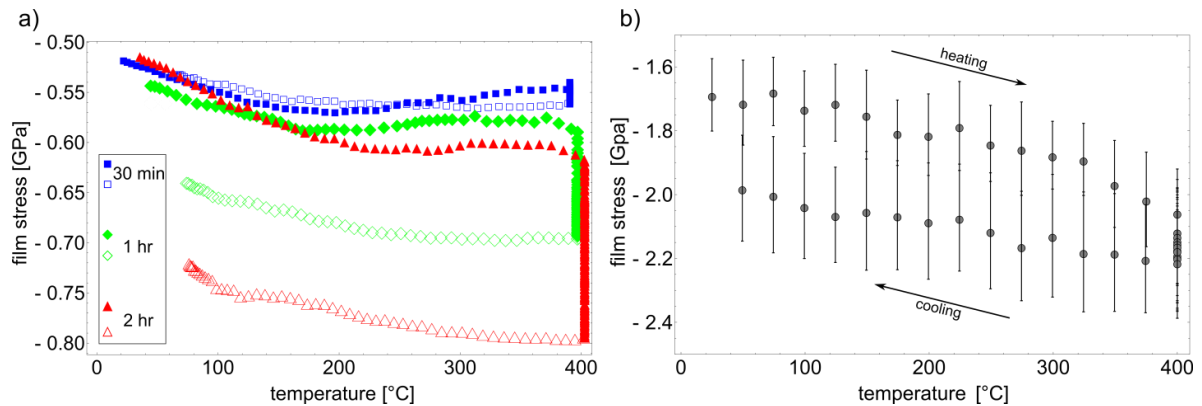 a)
- 0.50
- 0.55
- 0.60
- 0.65
- 0.70
- 0.75
- 0.80
film stress [GPa]
30 min
1 hr
2 hr
0 100 200 300 400
temperature [°C]
b)
- 1.6
- 1.8
- 2.0
- 2.2
- 2.4
film stress [Gpa]
heating
cooling
0 100 200 300 400
temperature [°C]